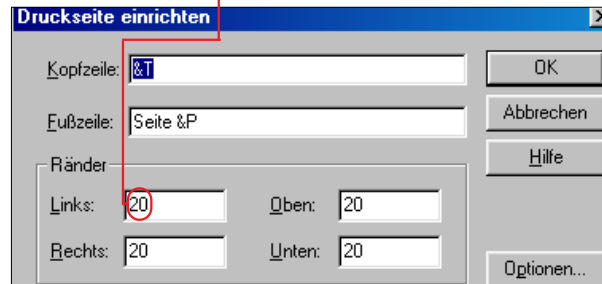 Druckseite einrichten
Kopfzeile: &T
OK
Fußzeile: Seite &P
Abbrechen
Ränder
Hilfe
Links: 20 Oben: 20
Rechts: 20 Unten: 20
Optionen...